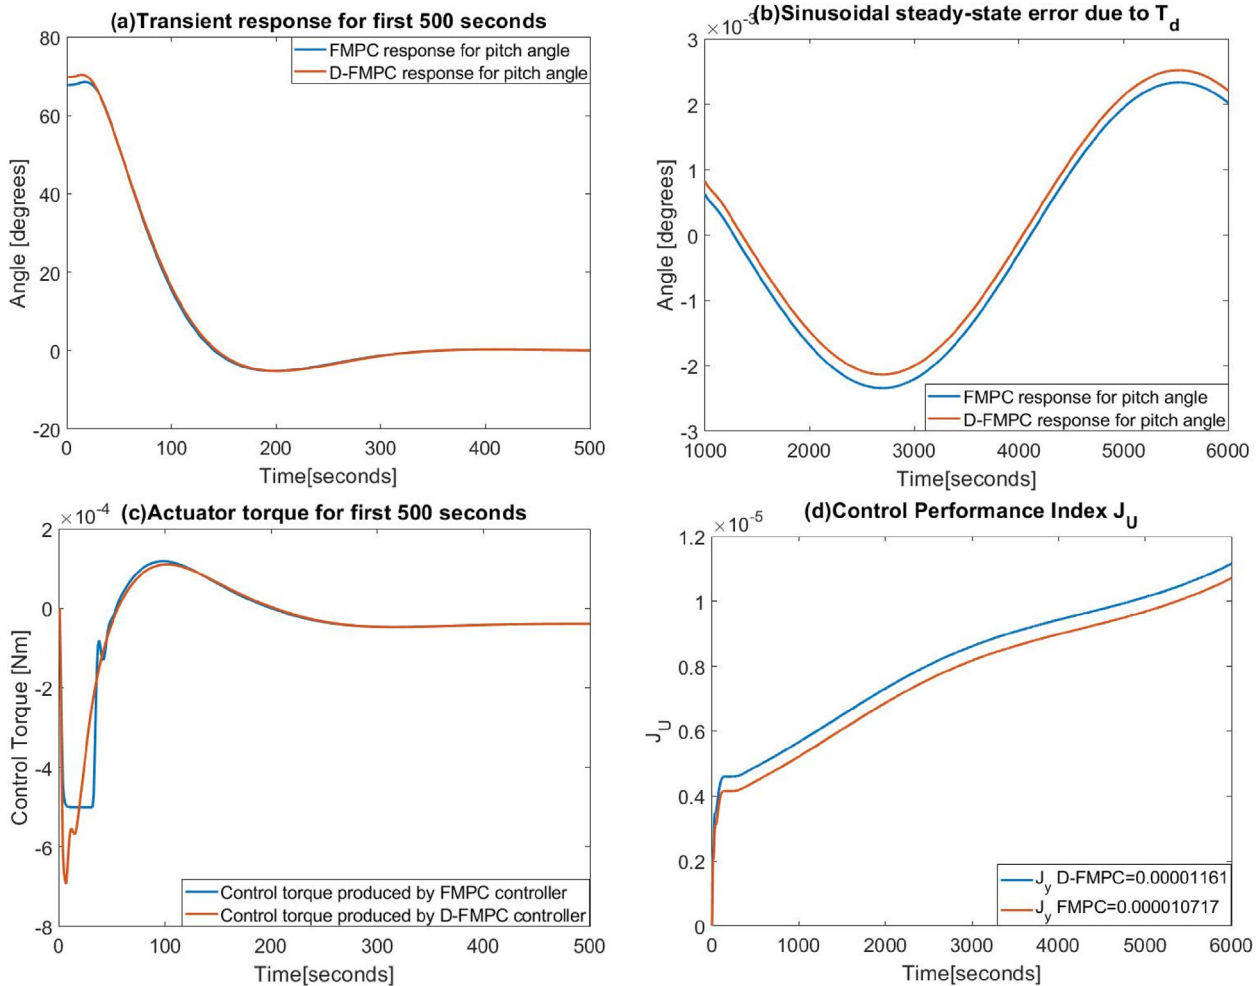 (a)Transient response for first 500 seconds
80
60
40
20
0
-20
Angle [degrees]
FMPC response for pitch angle
D-FMPC response for pitch angle
0 100 200 300 400 500
Time[seconds]
(b)Sinusoidal steady-state error due to T_d
×10^-3
3
2
1
0
-1
-2
-3
Angle [degrees]
FMPC response for pitch angle
D-FMPC response for pitch angle
1000 2000 3000 4000 5000 6000
Time[seconds]
(c)Actuator torque for first 500 seconds
×10^-4
2
0
-2
-4
-6
-8
Control Torque [Nm]
Control torque produced by FMPC controller
Control torque produced by D-FMPC controller
0 100 200 300 400 500
Time[seconds]
(d)Control Performance Index J_U
×10^-5
1.2
1
0.8
0.6
0.4
0.2
0
J_U
J_y D-FMPC=0.00001161
J_y FMPC=0.000010717
0 1000 2000 3000 4000 5000 6000
Time[seconds]